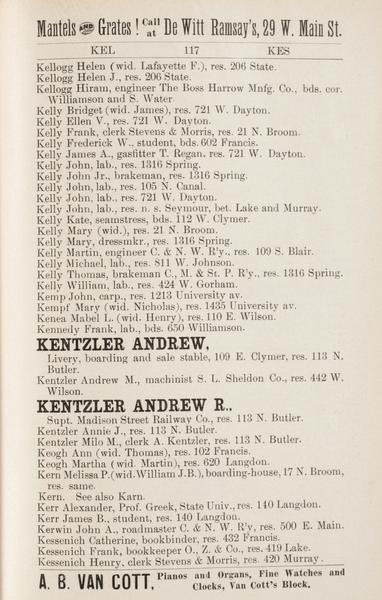 Mantels AND Grates! Call at De Witt Ramsay's, 29 W. Main St.
KEL 117 KES
Kellogg Helen (wid. Lafayette F.), res. 206 State.
Kellogg Helen J., res. 206 State.
Kellogg Hiram, engineer The Boss Harrow Mnfg. Co., bds. cor.
Williamson and S. Water.
Kelly Bridget (wid. James), res. 721 W. Dayton.
Kelly Ellen V., res. 721 W. Dayton.
Kelly Frank, clerk Stevens & Morris, res. 21 N. Broom.
Kelly Frederick W., student, bds. 602 Francis.
Kelly James A., gasfitter T. Regan, res. 721 W. Dayton.
Kelly John, lab., res. 1316 Spring.
Kelly John Jr., brakeman, res. 1316 Spring.
Kelly John, lab., res. 105 N. Canal.
Kelly John, lab., res. 721 W. Dayton.
Kelly John, lab., res. n. s. Seymour, bet. Lake and Murray.
Kelly Kate, seamstress, bds. 112 W. Clymer.
Kelly Mary (wid.), res. 21 N. Broom.
Kelly Mary, dressmkr., res. 1316 Spring.
Kelly Martin, engineer C. & N. W. R'y., res. 109 S. Blair.
Kelly Michael, lab., res. 811 W. Johnson.
Kelly Thomas, brakeman C., M. & St. P. R'y., res. 1316 Spring.
Kelly William, lab., res. 424 W. Gorham.
Kemp John, carp., res. 1213 University av.
Kempf Mary (wid. Nicholas), res. 1435 University av.
Kenea Mabel L. (wid. Henry), res. 110 E. Wilson.
Kennedy Frank, lab., bds. 650 Williamson.
KENTZLER ANDREW,
Livery, boarding and sale stable, 109 E. Clymer, res. 113 N.
Butler.
Kentzler Andrew M., machinist S. L. Sheldon Co., res. 442 W.
Wilson.
KENTZLER ANDREW R.,
Supt. Madison Street Railway Co., res. 113 N. Butler.
Kentzler Annie J., res. 113 N. Butler.
Kentzler Milo M., clerk A. Kentzler, res. 113 N. Butler.
Keogh Ann (wid. Thomas), res. 102 Francis.
Keogh Martha (wid. Martin), res. 620 Langdon.
Kern Melissa P. (wid. William J.B.), boarding-house, 17 N. Broom,
res. same.
Kern. See also Karn.
Kerr Alexander, Prof. Greek, State Univ., res. 140 Langdon.
Kerr James B., student, res. 140 Langdon.
Kerwin John A., roadmaster C. & N. W. R'y, res. 500 E. Main.
Kessenich Catherine, bookbinder, res. 432 Francis.
Kessenich Frank, bookkeeper O., Z. & Co., res. 419 Lake.
Kessenich Henry, clerk Stevens & Morris, res. 420 Murray.
A. B. VAN COTT, Pianos and Organs, Fine Watches and
Clocks, Van Cott's Block.